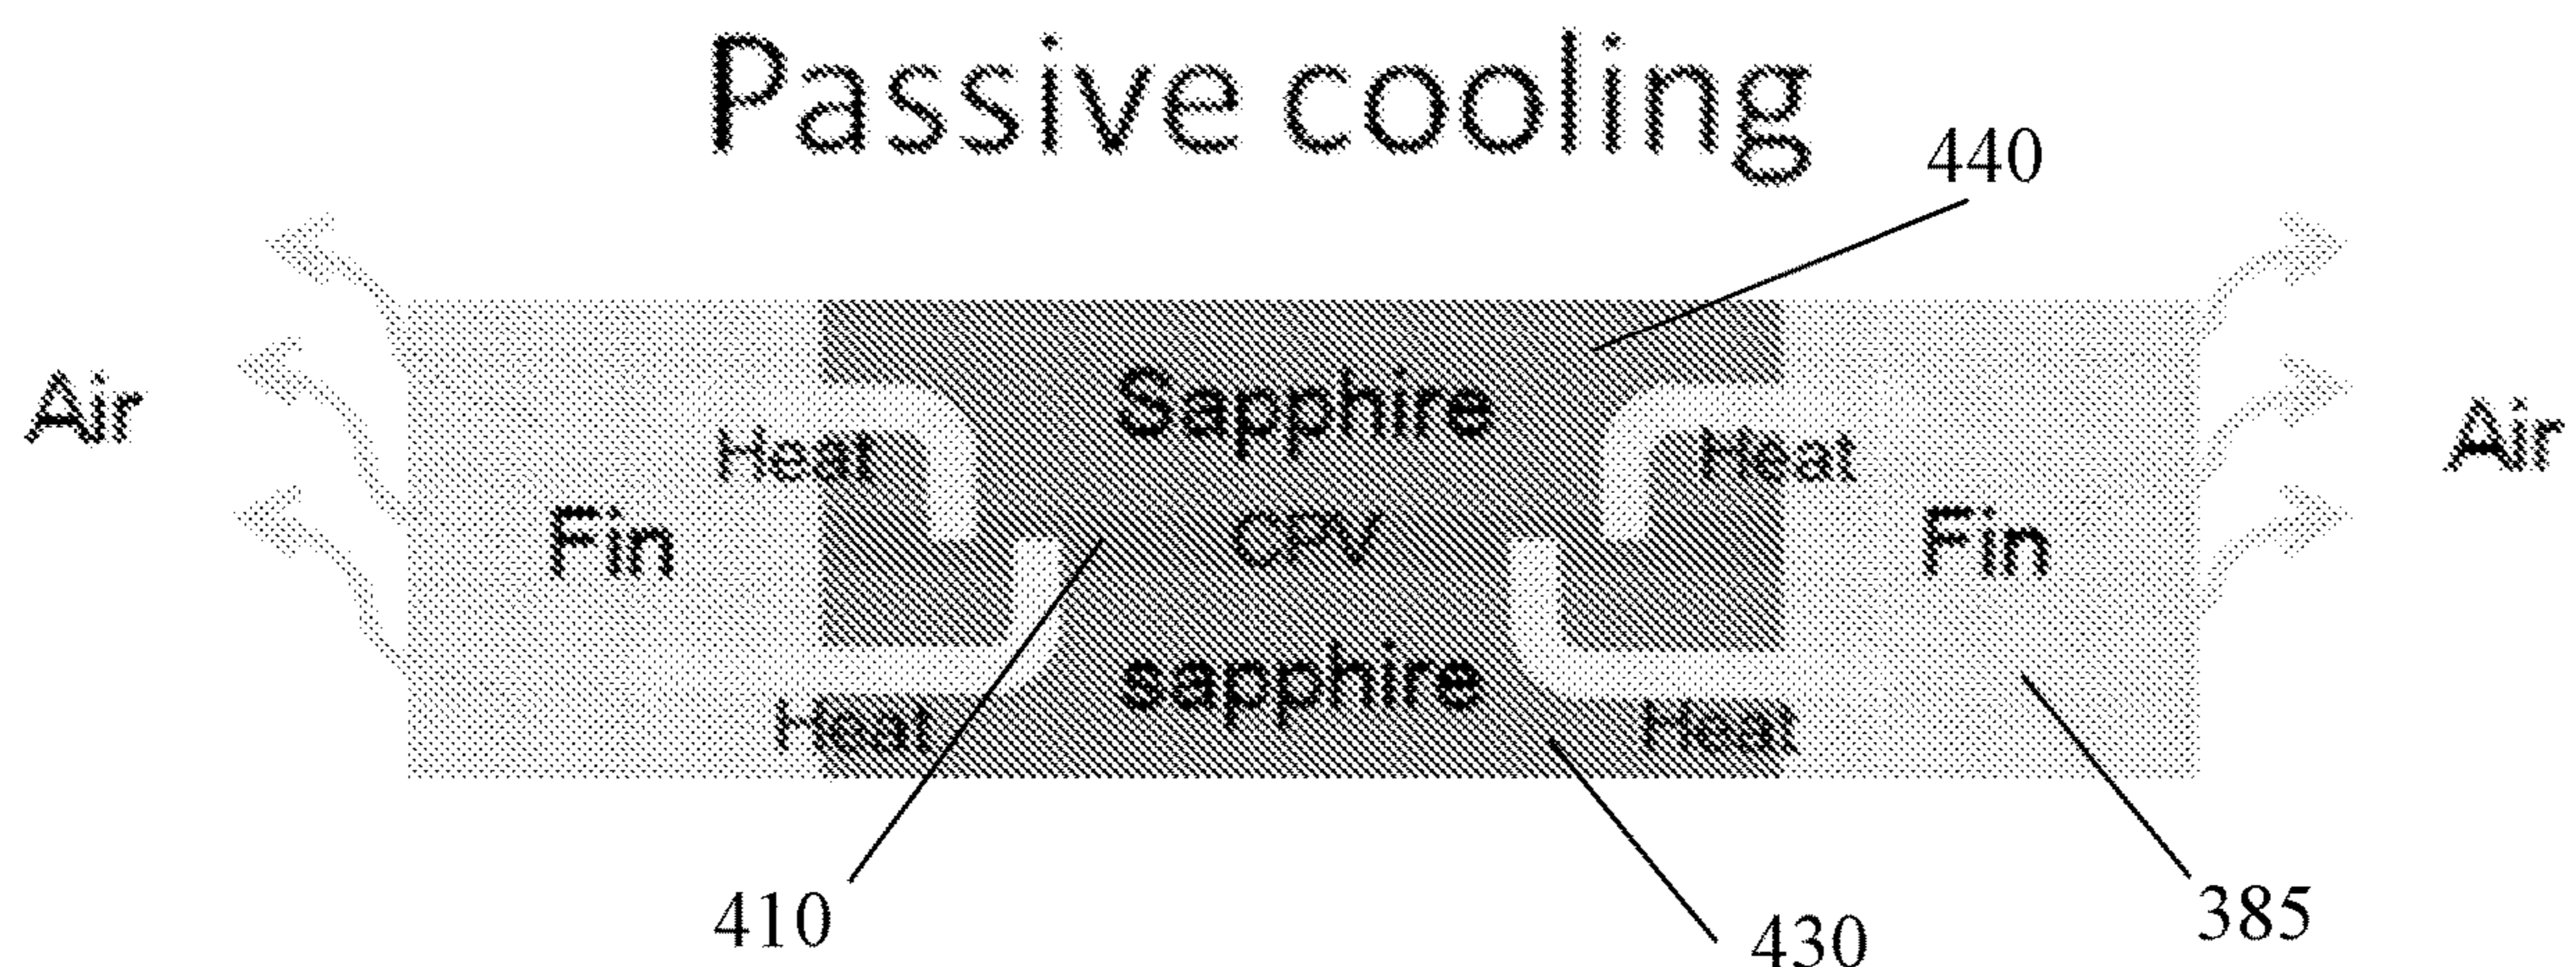 Passive cooling
440
Air
Sapphire
Air
Heat
Heat
Fin
CPV
Fin
sapphire
Heat
Heat
410
430
385